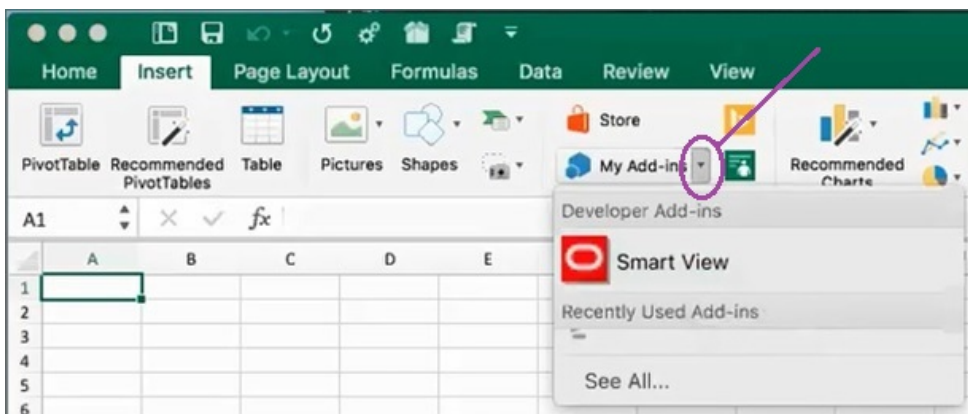 Home Insert Page Layout Formulas Data Review View
Store
PivotTable Recommended PivotTables Table Pictures Shapes My Add-ins Recommended Charts
A1 fx
Developer Add-ins
A B C D E
Smart View
1
2
Recently Used Add-ins
3
4
See All...
5
6